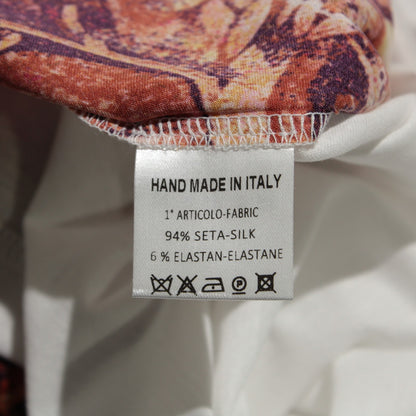 HAND MADE IN ITALY
1° ARTICOLO-FABRIC
94% SETA-SILK
6 % ELASTAN-ELASTANE